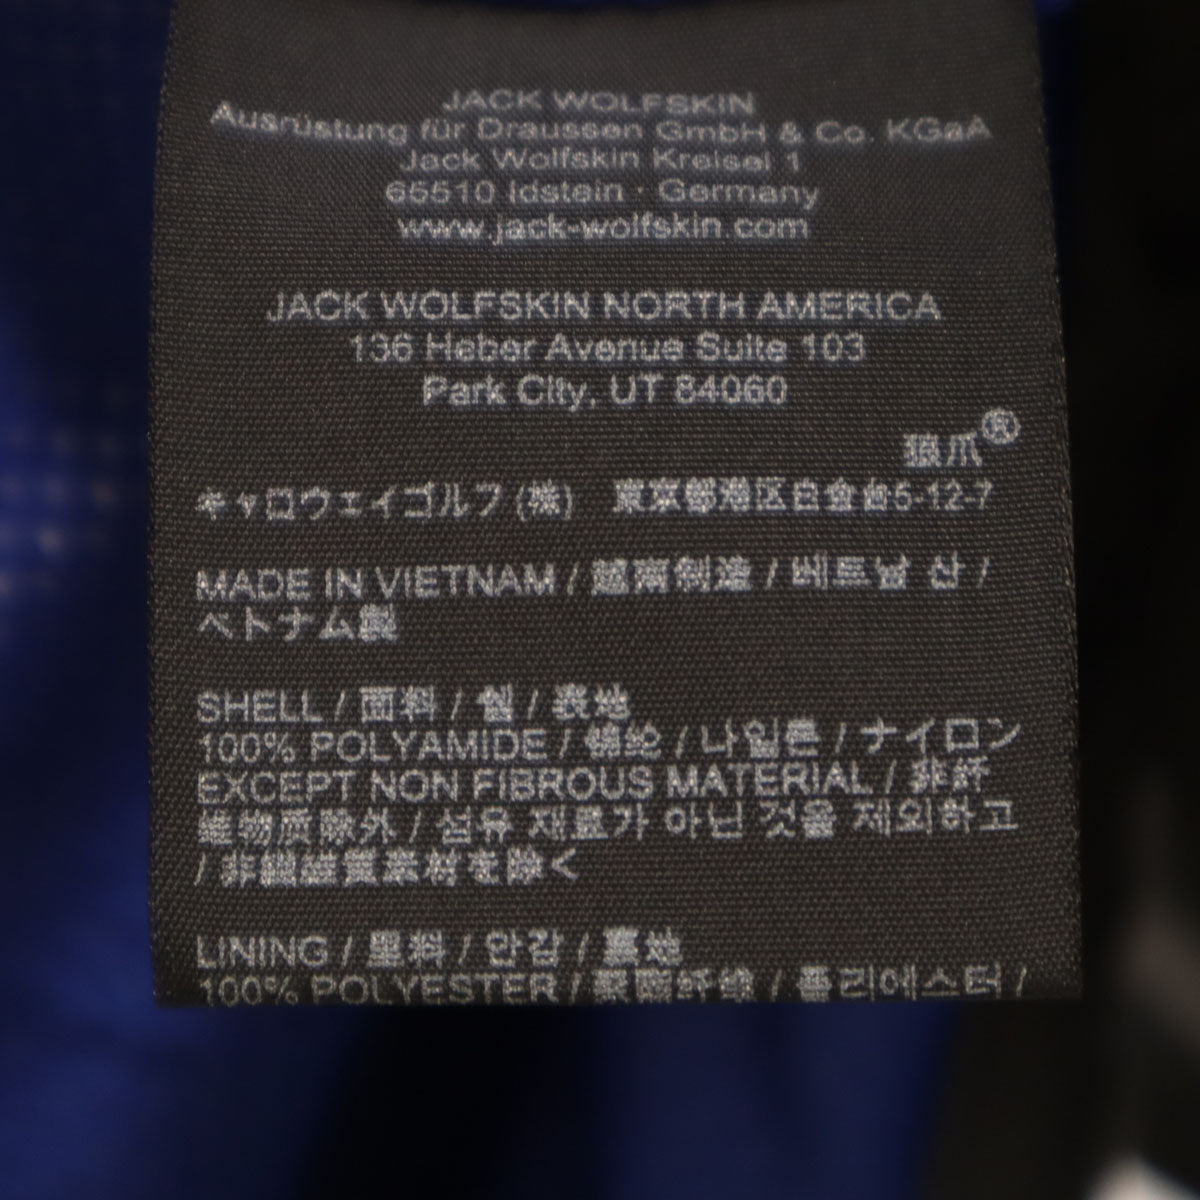 JACK WOLFSKIN
Ausrüstung für Draussen GmbH & Co. KGaA
Jack Wolfskin Kreisel 1
65510 Idstein · Germany
www.jack-wolfskin.com
JACK WOLFSKIN NORTH AMERICA
136 Heber Avenue Suite 103
Park City, UT 84060
狼爪®
キャロウェイゴルフ(株) 東京都港区白金台5-12-7
MADE IN VIETNAM / 越南制造 / 베트남 산 /
ベトナム製
SHELL / 面料 / 쉘 / 表地
100% POLYAMIDE / 锦纶 / 나일론 / ナイロン
EXCEPT NON FIBROUS MATERIAL / 非纤
维物质除外 / 섬유 재료가 아닌 것을 제외하고
/ 非繊維質素材を除く
LINING / 里料 / 안감 / 裏地
100% POLYESTER / 聚酯纤维 / 폴리에스터 /